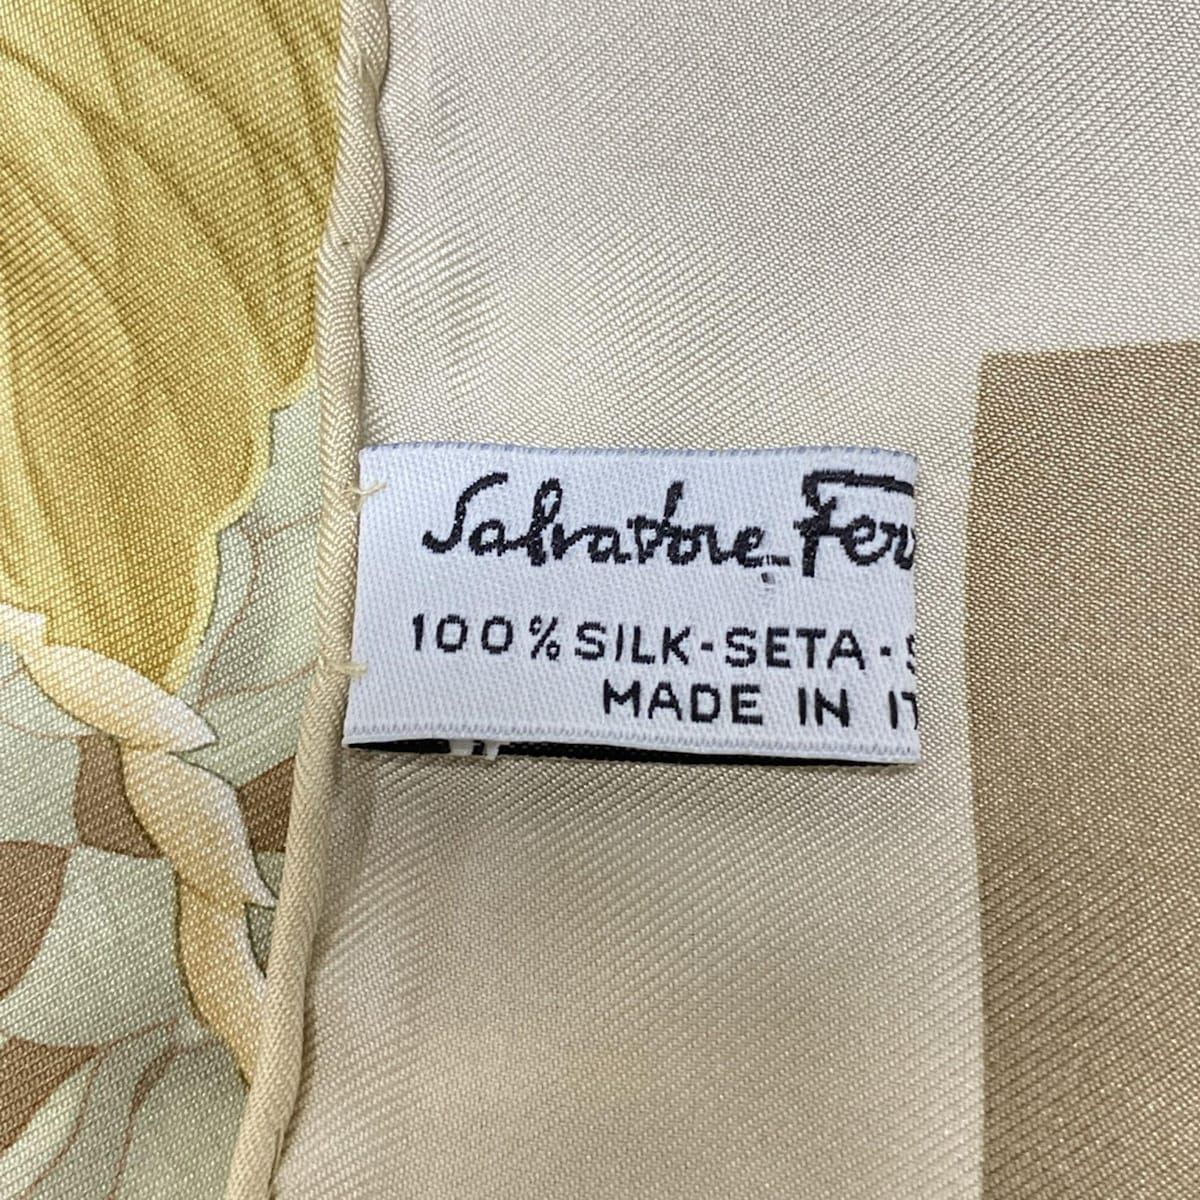 Salvatore Fer
100% SILK-SETA-
MADE IN IT